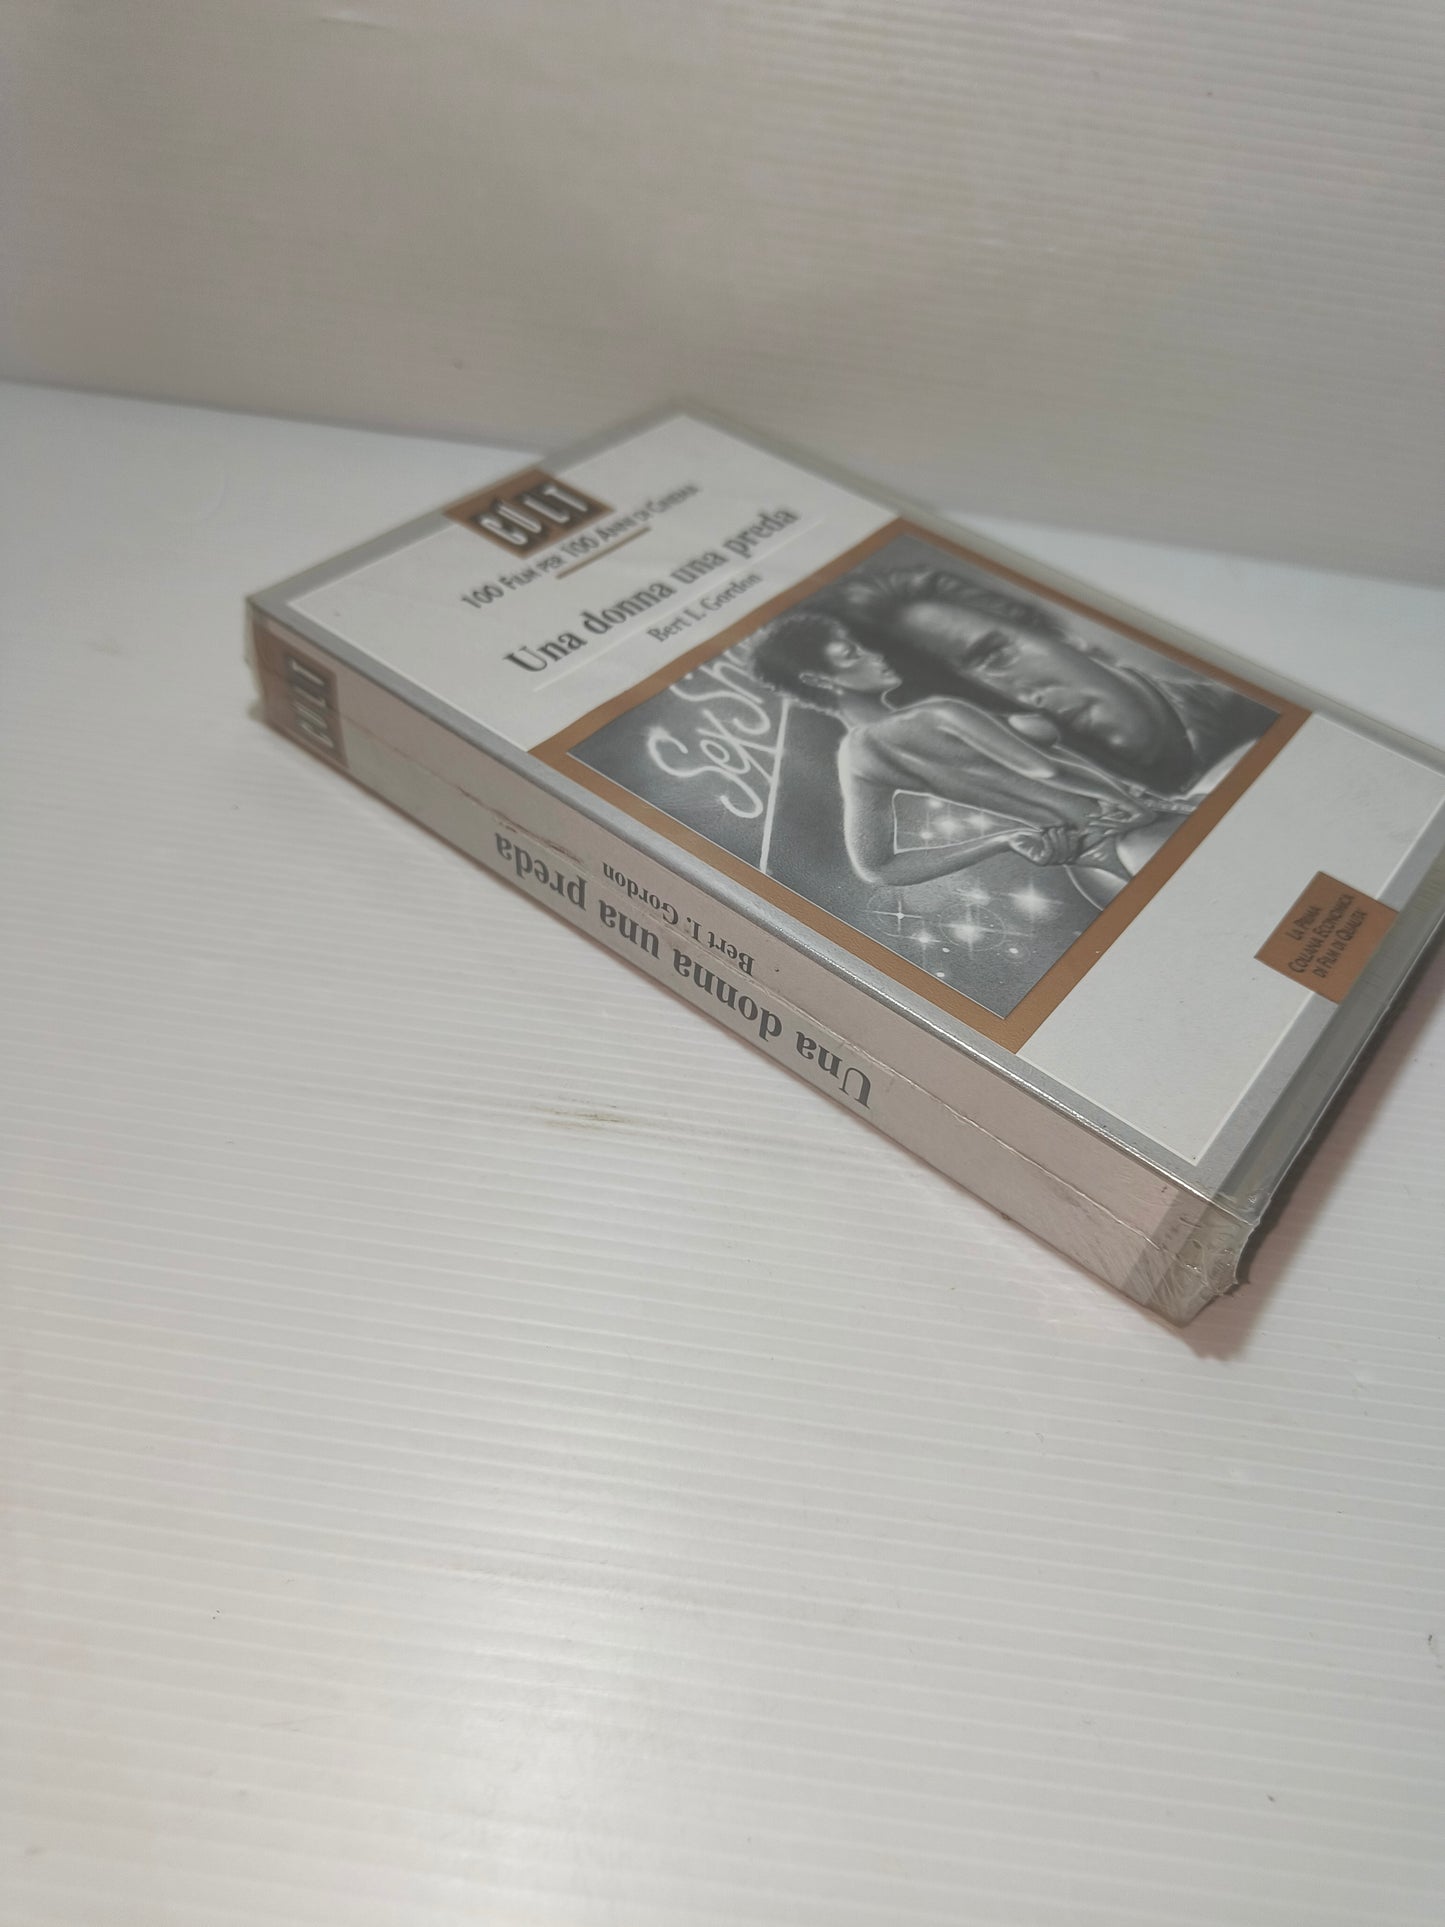 CULT
100 FILM PER 100 ANNI DI CINEMA
Una donna una preda
Bert I. Gordon
Sex Sh
LA PRIMA
COLLANA ECONOMICA
DI FILM DI QUALITÀ
CULT
Una donna una preda
Bert I. Gordon